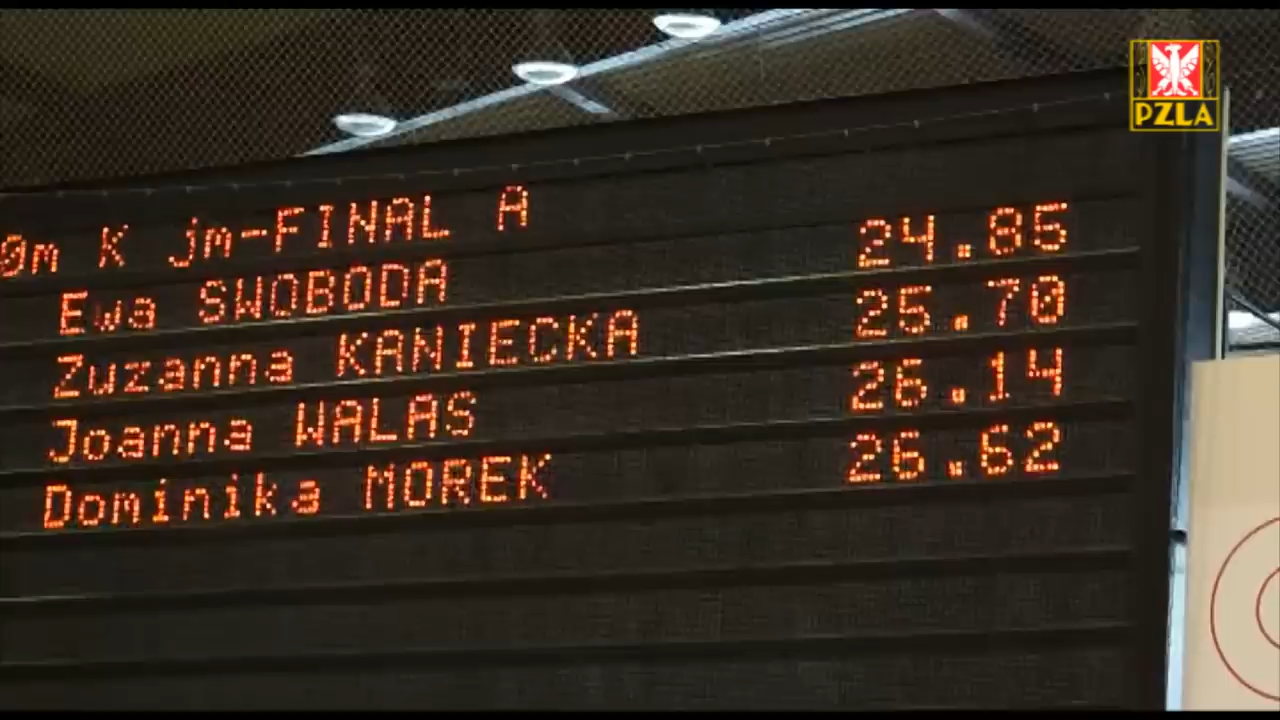 PZLA
0m K jm-FINAL A
Ewa SWOBODA 24.85
Zuzanna KANIECKA 25.70
Joanna WALAS 26.14
Dominika MOREK 26.62